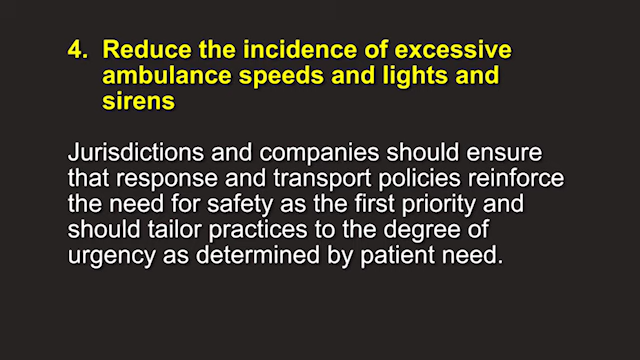 4. Reduce the incidence of excessive
ambulance speeds and lights and
sirens
Jurisdictions and companies should ensure
that response and transport policies reinforce
the need for safety as the first priority and
should tailor practices to the degree of
urgency as determined by patient need.